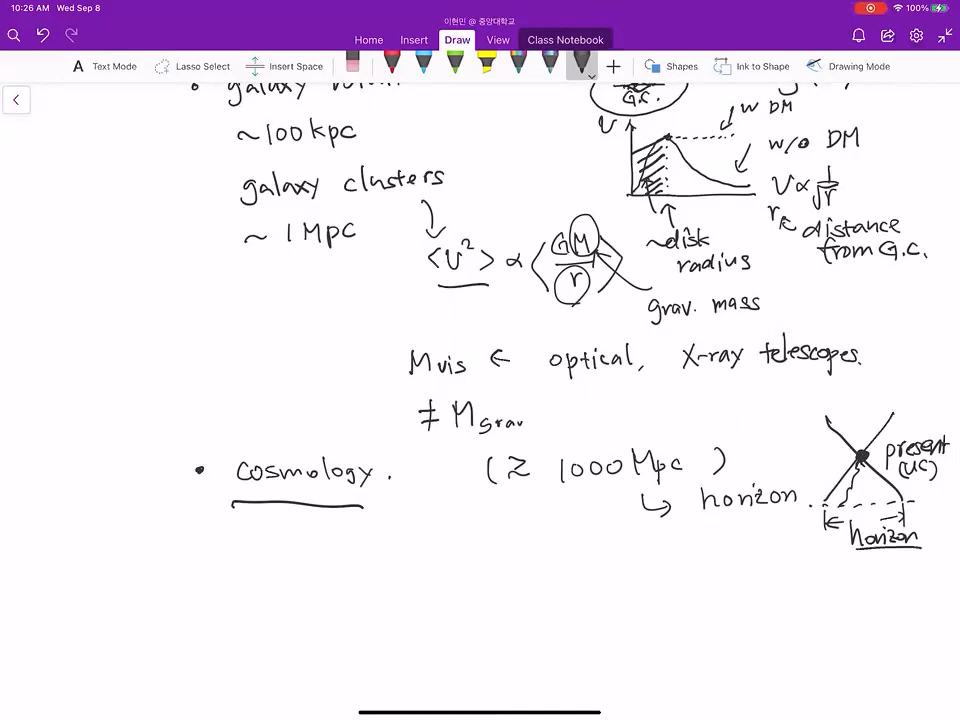 10:26 AM Wed Sep 8
100%
이현민 @ 중앙대학교
Home Insert Draw View Class Notebook
A Text Mode Lasso Select Insert Space Shapes Ink to Shape Drawing Mode
• galaxy
~100 kpc
galaxy clusters
~ 1 Mpc
G.C.
w DM
w/o DM
v
v ∝ 1/√r
r ← distance from G.C.
~disk radius
<v²> ∝ <GM/r>
grav. mass
Mvis ← optical, X-ray telescopes.
≠ Mgrav
• cosmology. (≳ 1000 Mpc)
↳ horizon
present
horizon